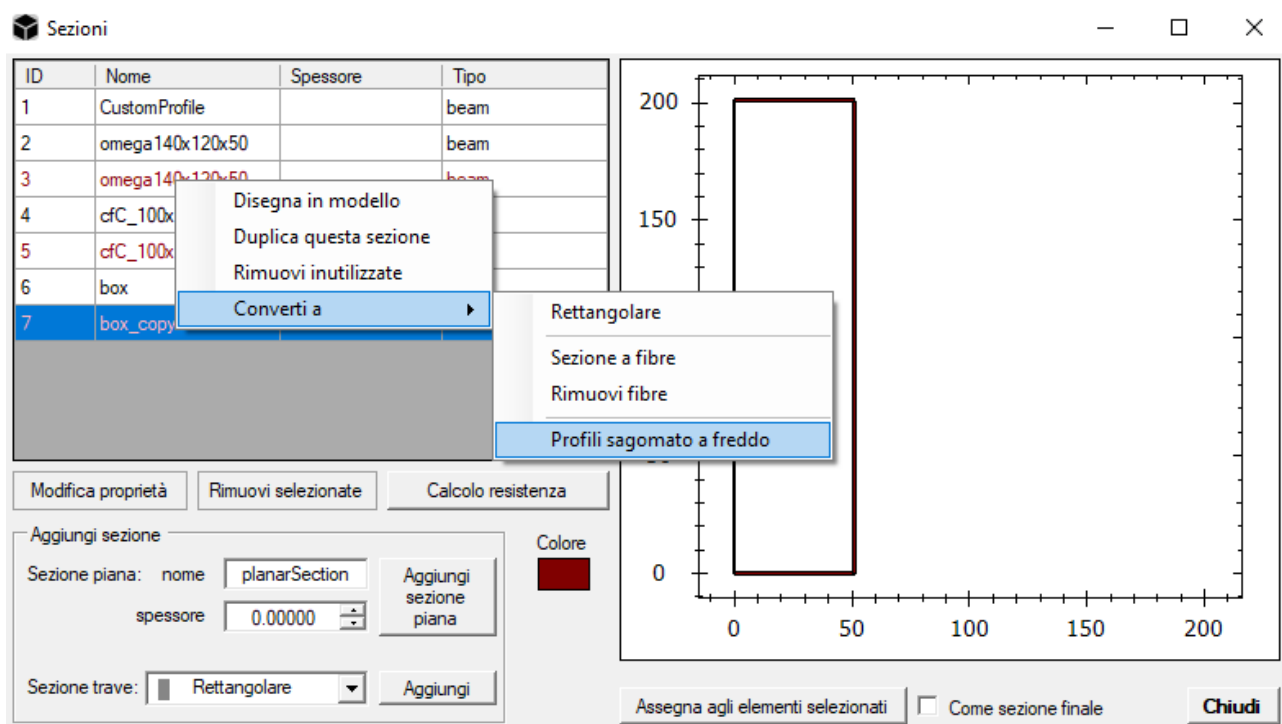 Sezioni
ID Nome Spessore Tipo
1 CustomProfile beam
2 omega140x120x50 beam
3 omega140x120x50 beam
4 cfC_100x
5 cfC_100x
6 box
7 box_copy
Disegna in modello
Duplica questa sezione
Rimuovi inutilizzate
Converti a
Rettangolare
Sezione a fibre
Rimuovi fibre
Profili sagomato a freddo
Modifica proprietà Rimuovi selezionate Calcolo resistenza
Aggiungi sezione
Sezione piana: nome planarSection
spessore 0.00000
Aggiungi
sezione
piana
Sezione trave: Rettangolare Aggiungi
Colore
200
150
0
0 50 100 150 200
Assegna agli elementi selezionati Come sezione finale Chiudi